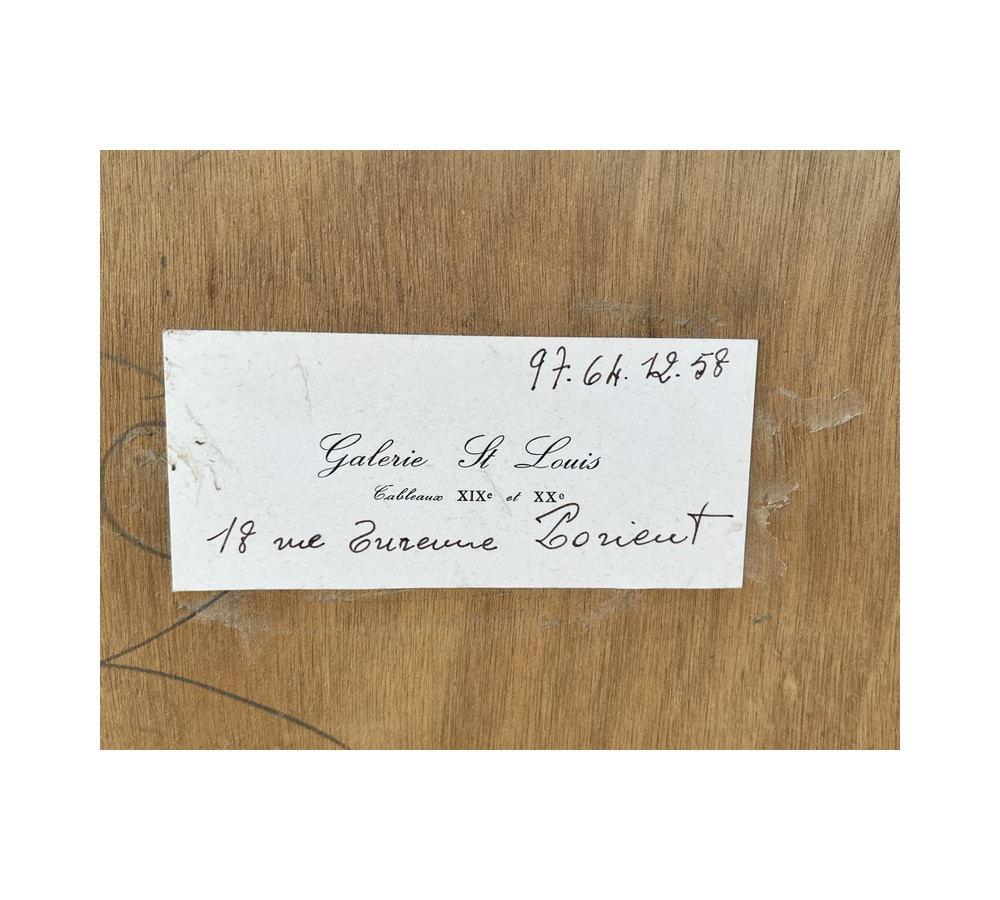 97.64.12.58
Galerie St Louis
Tableaux XIXe et XXe
18 rue Turenne Lorient